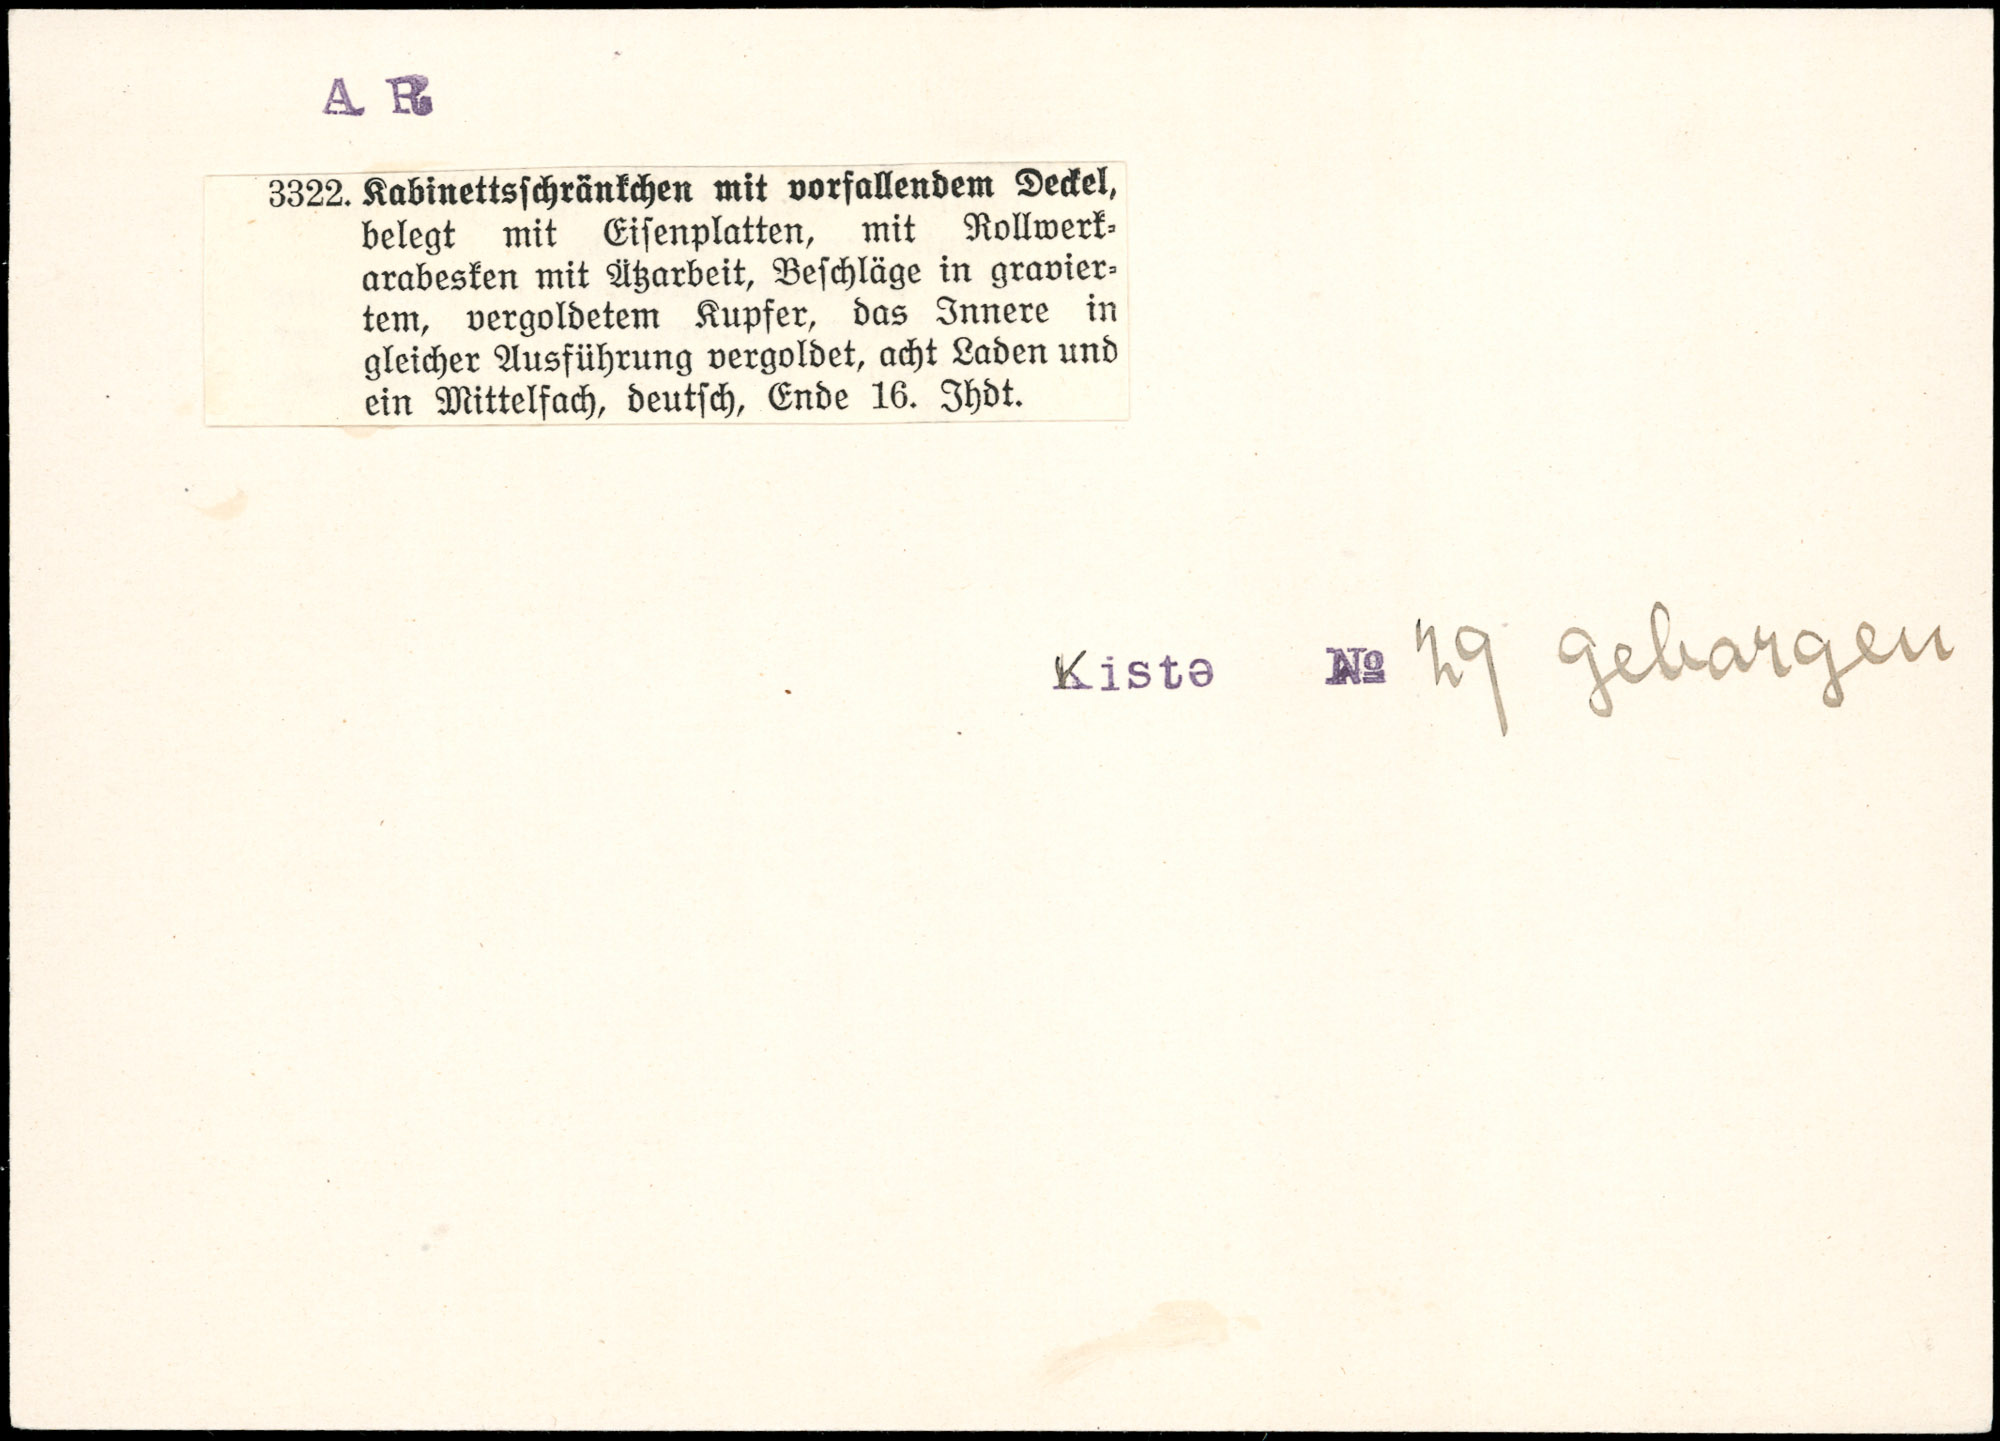 A R
3322. Kabinettsſchränkchen mit vorfallendem Deckel,
belegt mit Eiſenplatten, mit Rollwerk-
arabesken mit Ätzarbeit, Beſchläge in gravier-
tem, vergoldetem Kupfer, das Innere in
gleicher Ausführung vergoldet, acht Laden und
ein Mittelfach, deutſch, Ende 16. Jhdt.
Kiste № 29 geborgen